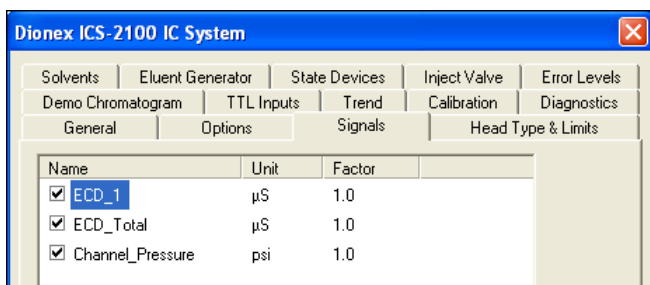 Dionex ICS-2100 IC System
Solvents Eluent Generator State Devices Inject Valve Error Levels
Demo Chromatogram TTL Inputs Trend Calibration Diagnostics
General Options Signals Head Type & Limits
Name Unit Factor
ECD_1 µS 1.0
ECD_Total µS 1.0
Channel_Pressure psi 1.0